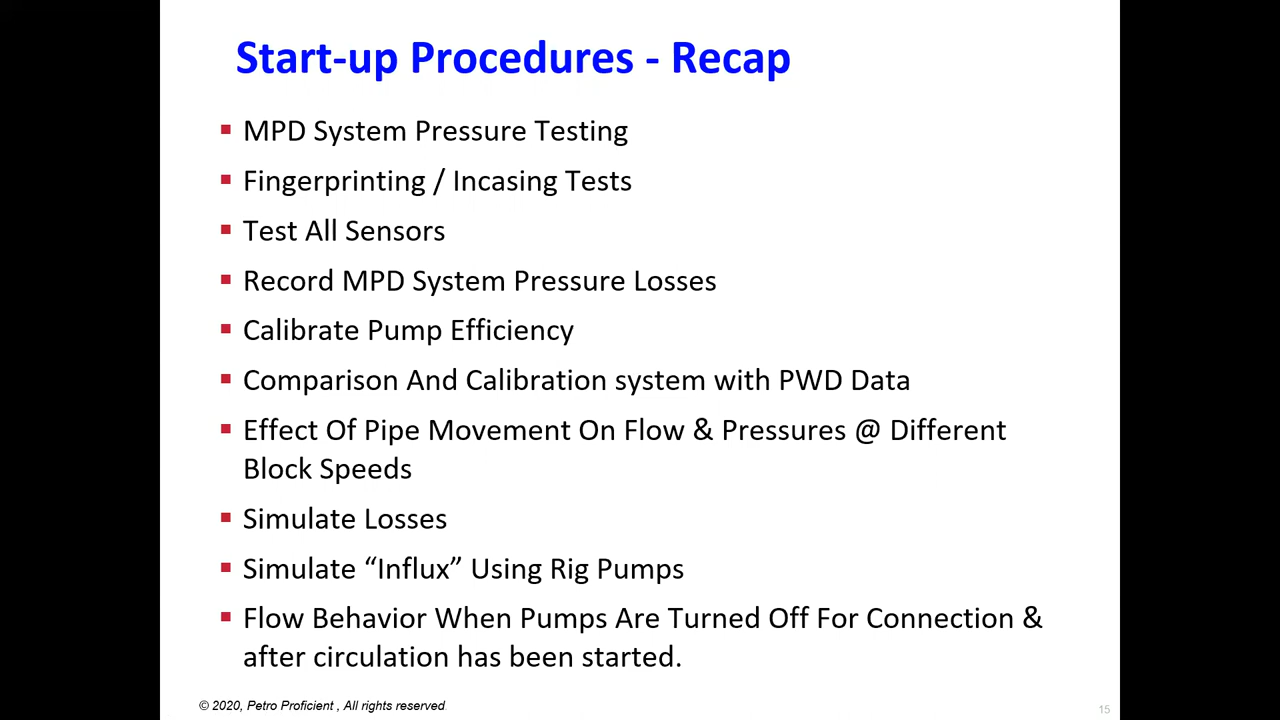 Start-up Procedures - Recap
▪ MPD System Pressure Testing
▪ Fingerprinting / Incasing Tests
▪ Test All Sensors
▪ Record MPD System Pressure Losses
▪ Calibrate Pump Efficiency
▪ Comparison And Calibration system with PWD Data
▪ Effect Of Pipe Movement On Flow & Pressures @ Different
Block Speeds
▪ Simulate Losses
▪ Simulate “Influx” Using Rig Pumps
▪ Flow Behavior When Pumps Are Turned Off For Connection &
after circulation has been started.
© 2020, Petro Proficient , All rights reserved
15